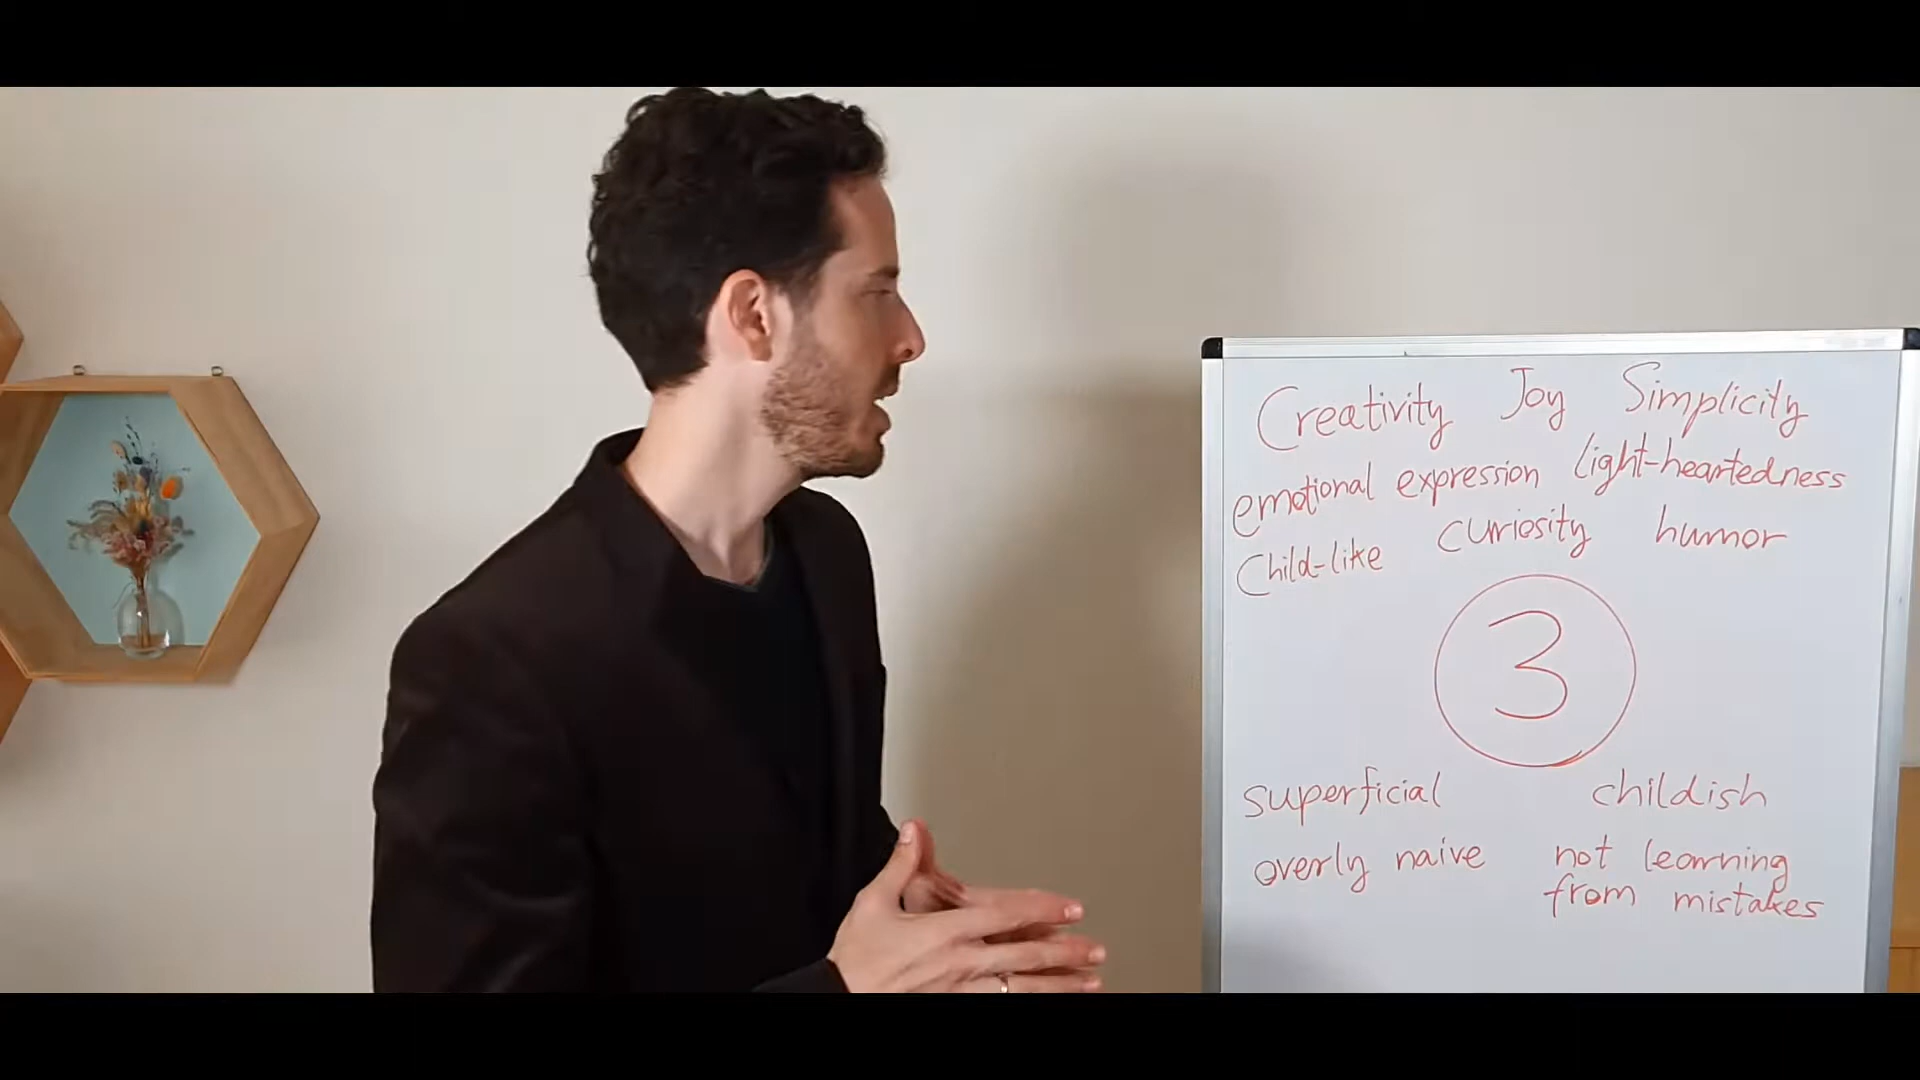 Creativity Joy Simplicity
emotional expression light-heartedness
Child-like curiosity humor
3
superficial childish
overly naive not learning
from mistakes